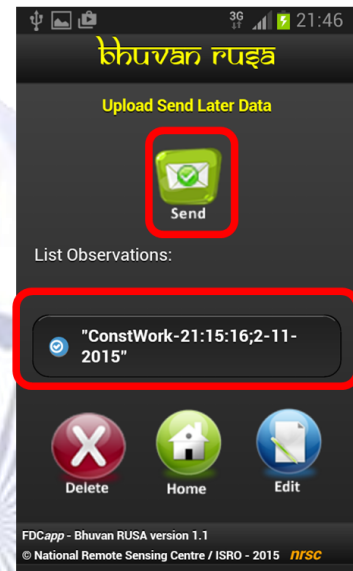 3G 21:46
bhuvan rusa
Upload Send Later Data
Send
List Observations:
"ConstWork-21:15:16;2-11-
2015"
Delete Home Edit
FDCapp - Bhuvan RUSA version 1.1
© National Remote Sensing Centre / ISRO - 2015 nrsc